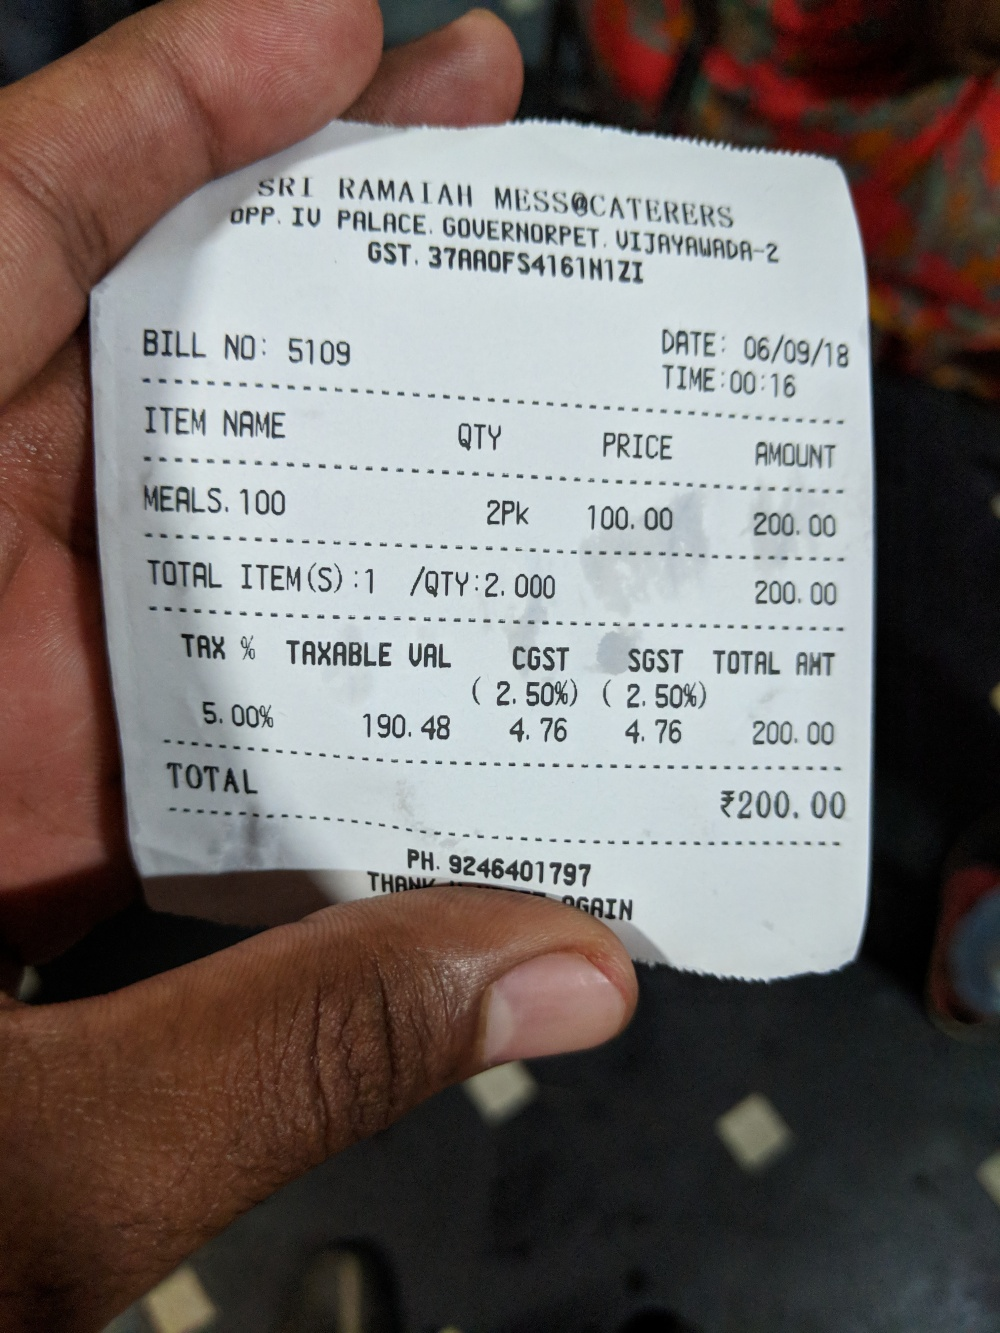 SRI RAMAIAH MESS@CATERERS
OPP. IV PALACE. GOVERNORPET. VIJAYAWADA-2
GST. 37AAOFS4161N1ZI
BILL NO: 5109 DATE: 06/09/18
TIME:00:16
ITEM NAME QTY PRICE AMOUNT
MEALS. 100 2Pk 100.00 200.00
TOTAL ITEM(S) :1 /QTY:2.000 200.00
TAX % TAXABLE VAL CGST SGST TOTAL AMT
( 2.50%) ( 2.50%)
5.00% 190.48 4.76 4.76 200.00
TOTAL ₹200.00
PH. 9246401797
THANK AGAIN